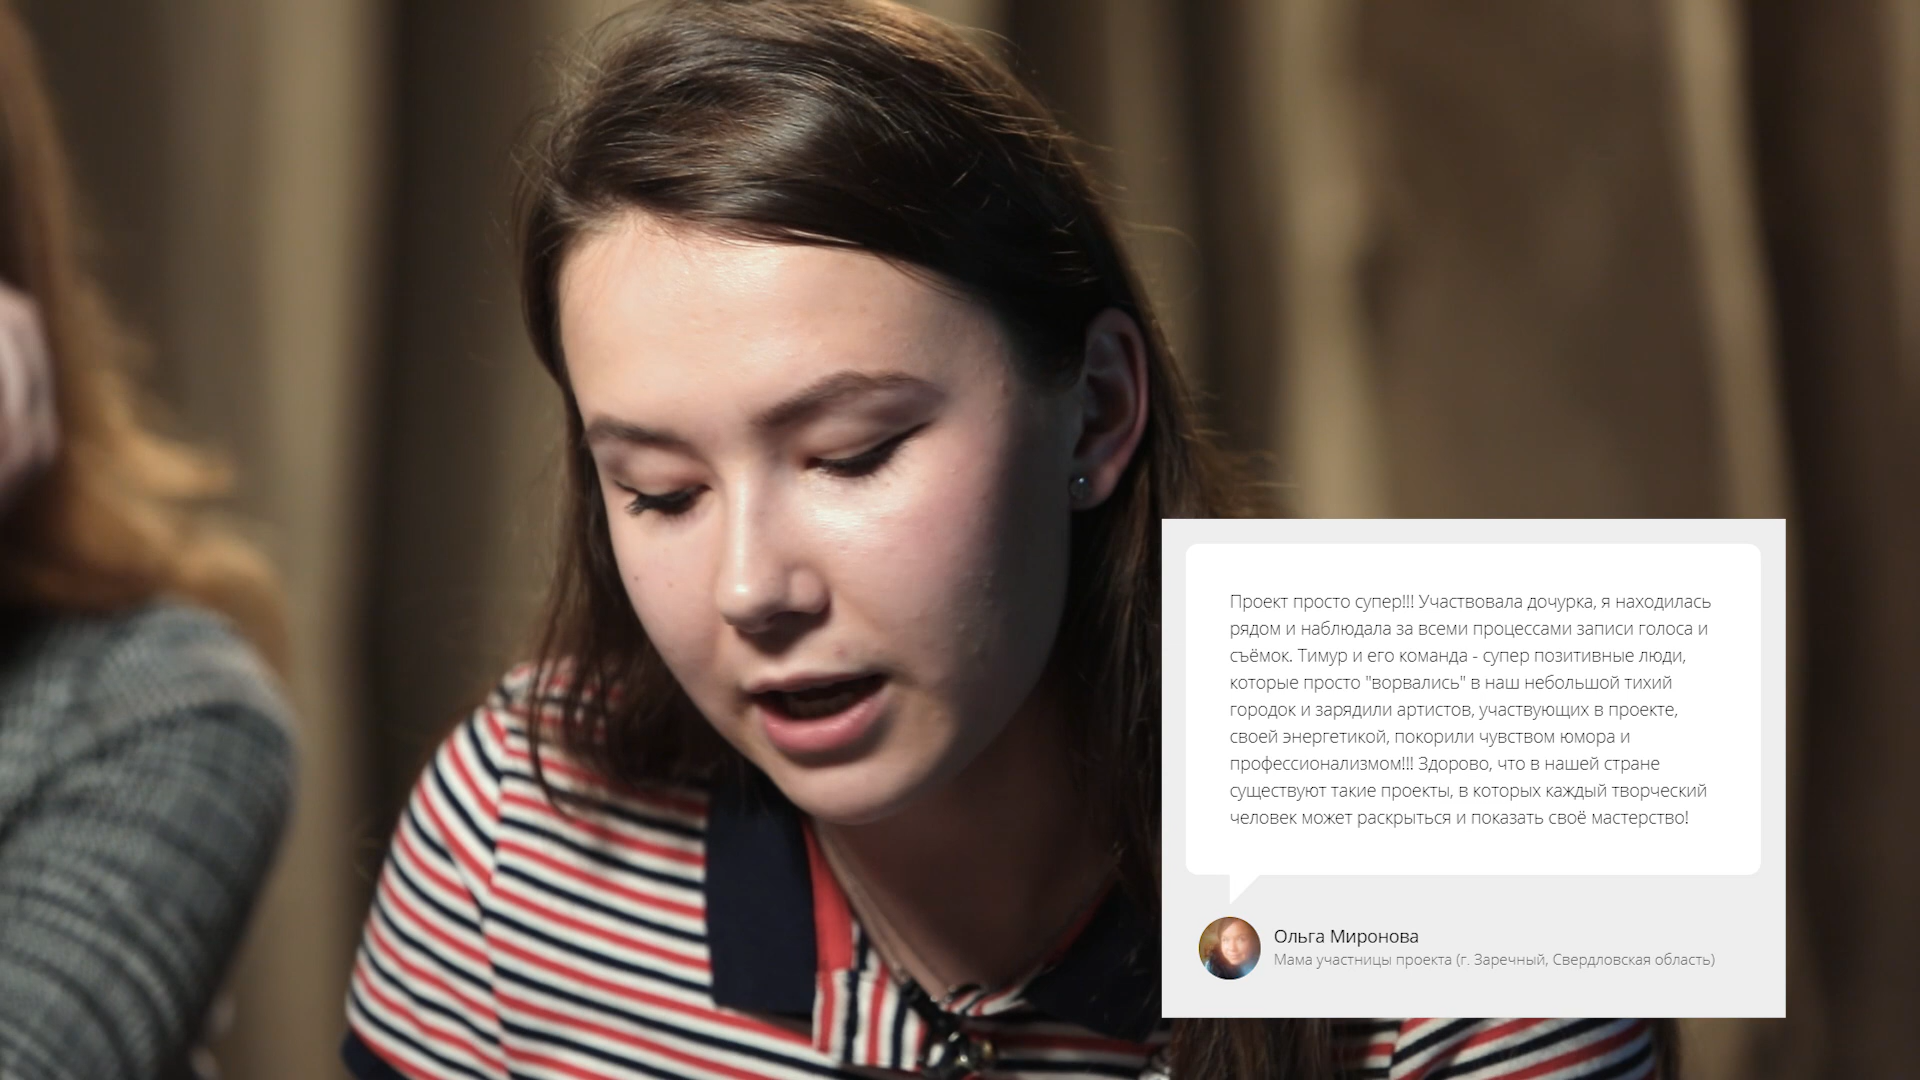 Проект просто супер!!! Участвовала дочурка, я находилась
рядом и наблюдала за всеми процессами записи голоса и
съёмок. Тимур и его команда - супер позитивные люди,
которые просто "ворвались" в наш небольшой тихий
городок и зарядили артистов, участвующих в проекте,
своей энергетикой, покорили чувством юмора и
профессионализмом!!! Здорово, что в нашей стране
существуют такие проекты, в которых каждый творческий
человек может раскрыться и показать своё мастерство!
Ольга Миронова
Мама участницы проекта (г. Заречный, Свердловская область)